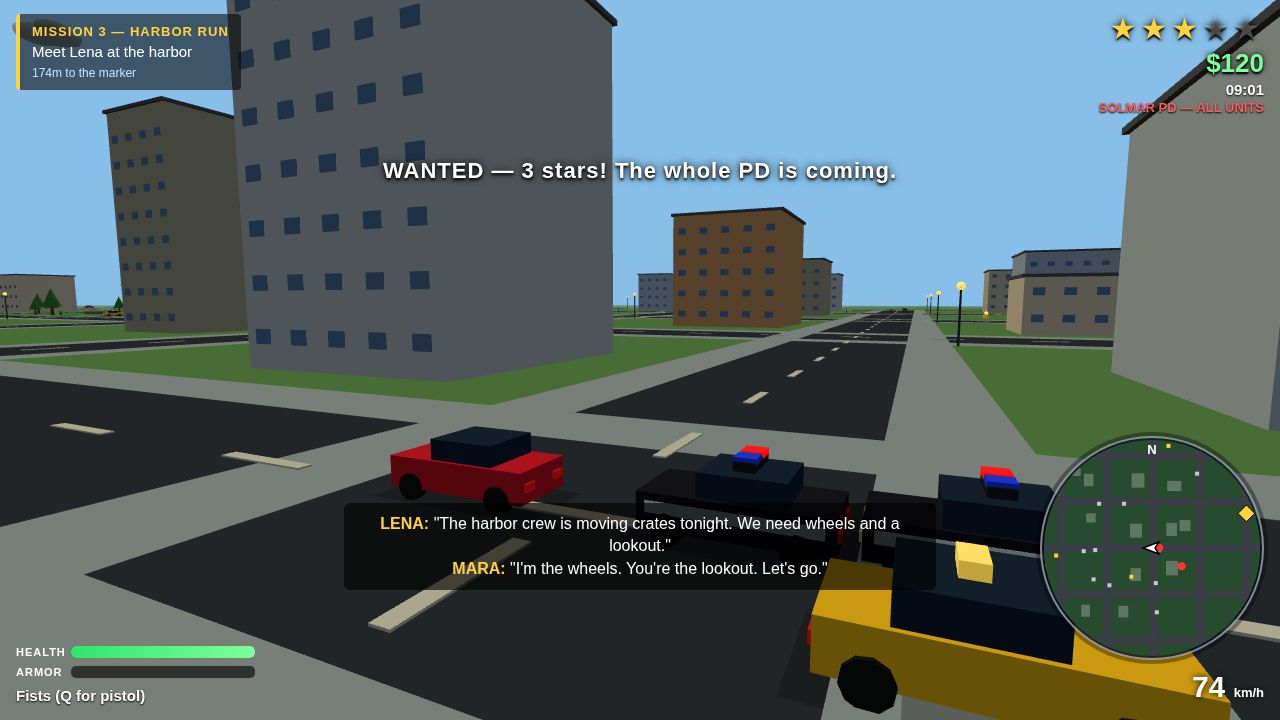 MISSION 3 — HARBOR RUN
Meet Lena at the harbor
174m to the marker
$120
09:01
SOLMAR PD — ALL UNITS
WANTED — 3 stars! The whole PD is coming.
LENA: "The harbor crew is moving crates tonight. We need wheels and a
lookout."
MARA: "I'm the wheels. You're the lookout. Let's go."
N
HEALTH
ARMOR
Fists (Q for pistol)
74 km/h